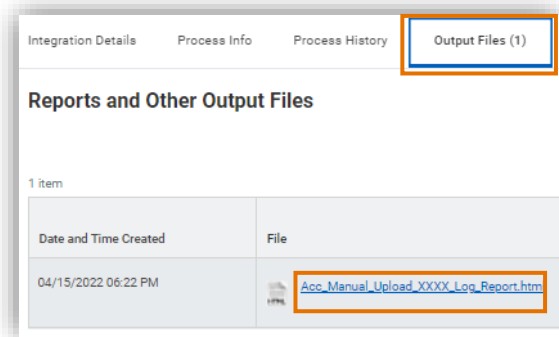 Integration Details Process Info Process History Output Files (1)
Reports and Other Output Files
1 item
Date and Time Created File
04/15/2022 06:22 PM Acc_Manual_Upload_XXXX_Log_Report.htm
HTML